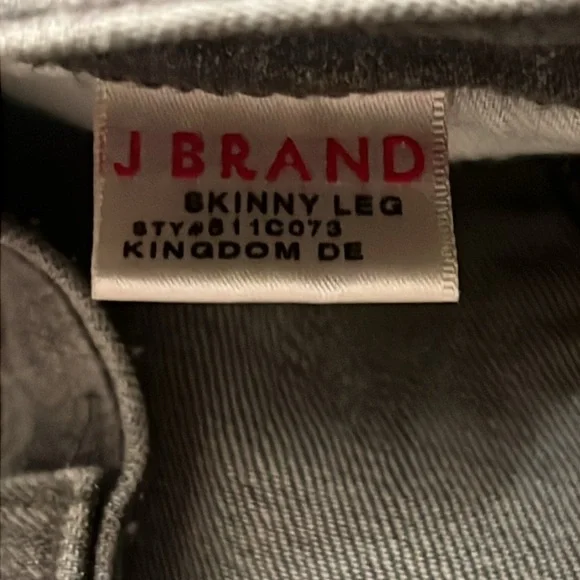 J BRAND
SKINNY LEG
STY#811C073
KINGDOM DE